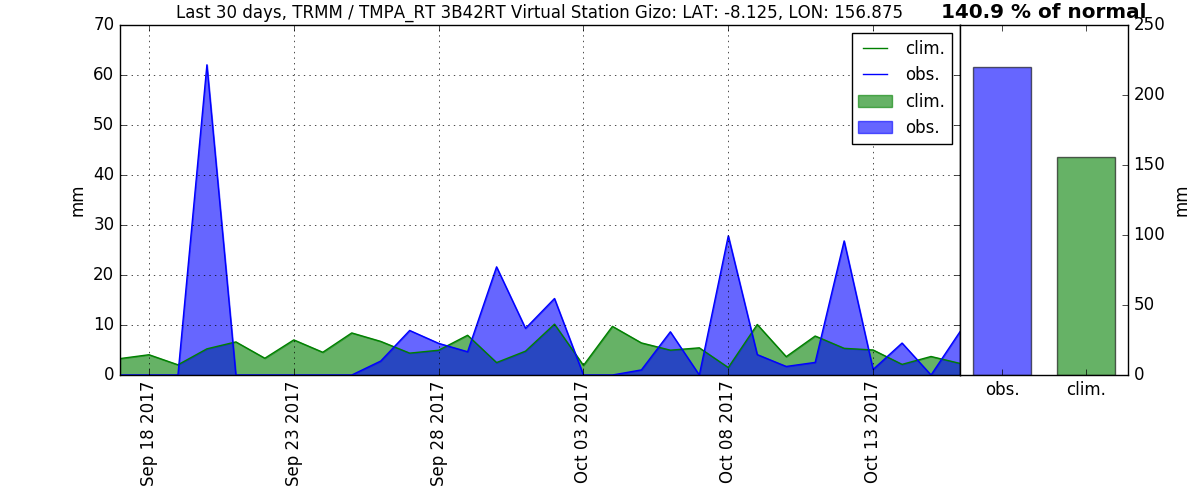 Last 30 days, TRMM / TMPA_RT 3B42RT Virtual Station Gizo: LAT: -8.125, LON: 156.875
140.9 % of normal
70
60
50
40
30
20
10
0
mm
clim.
obs.
clim.
obs.
250
200
150
100
50
0
mm
obs.
clim.
Sep 18 2017
Sep 23 2017
Sep 28 2017
Oct 03 2017
Oct 08 2017
Oct 13 2017